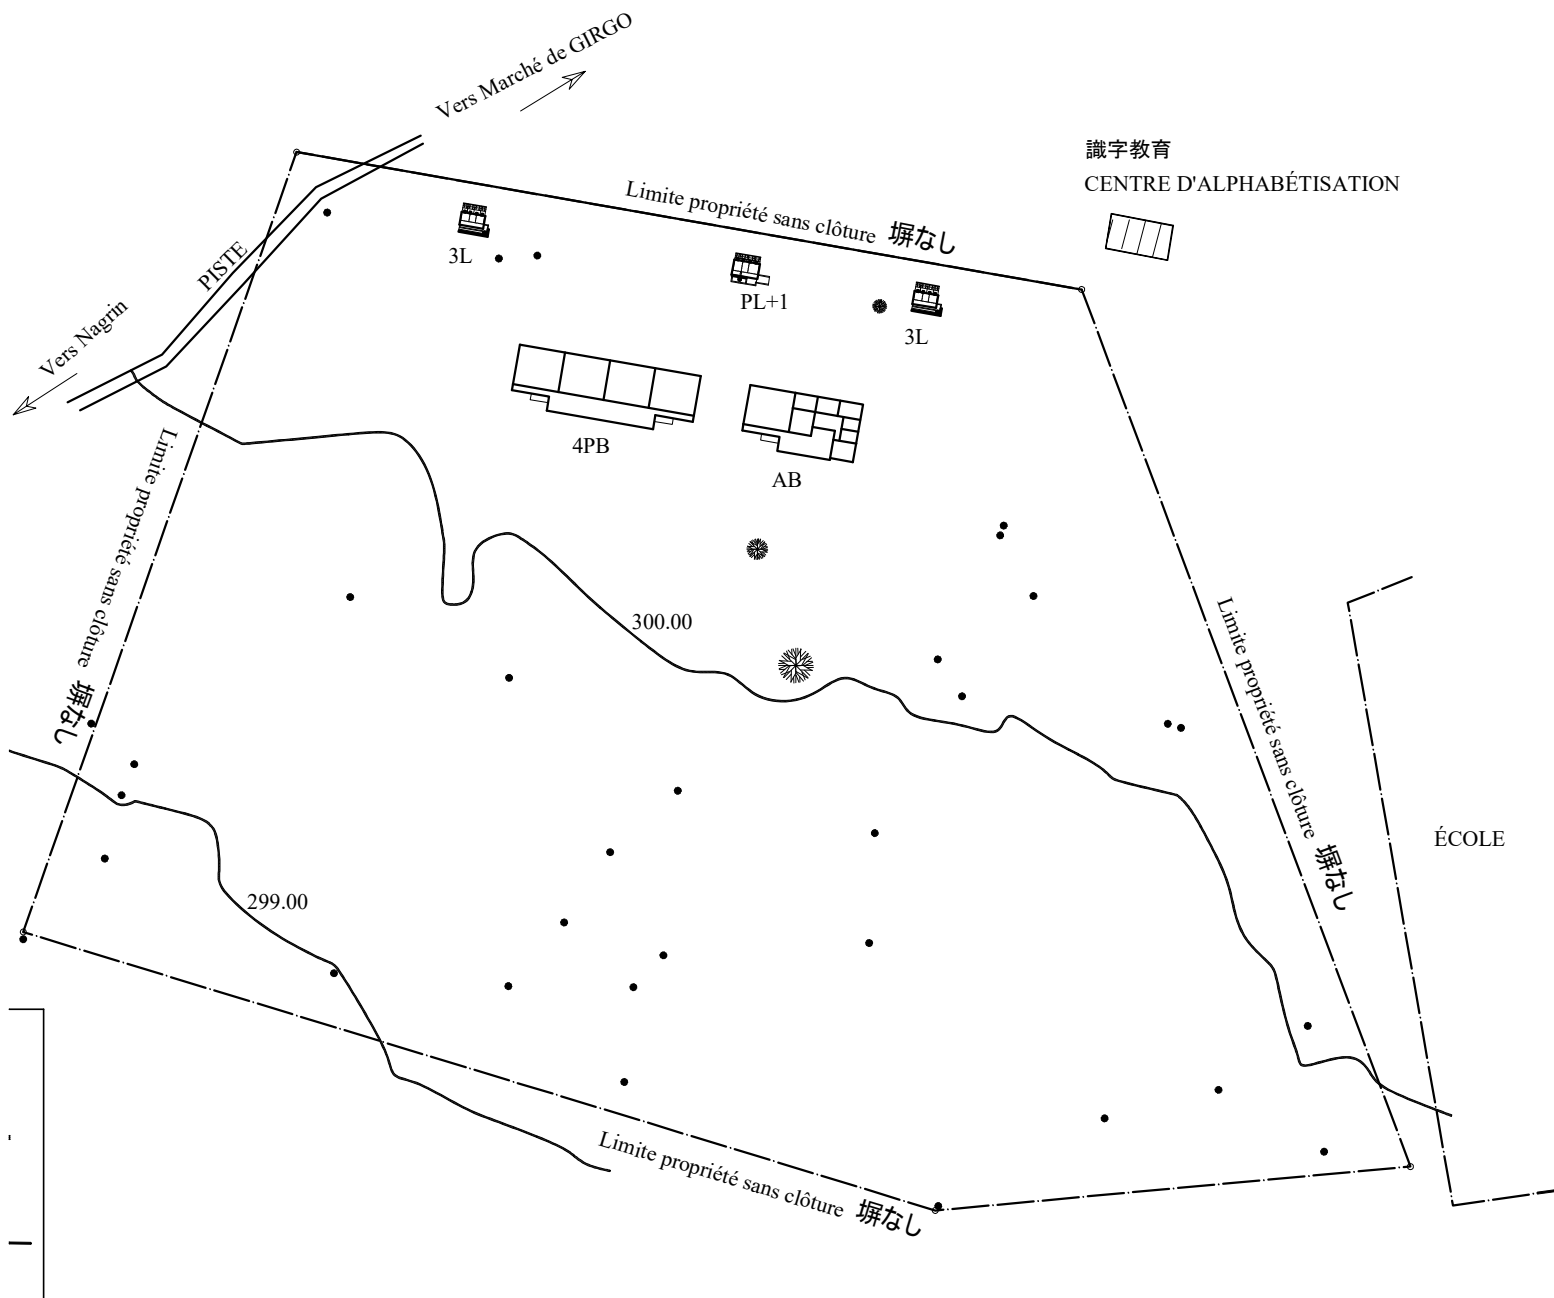 Vers Marché de GIRGO
識字教育
CENTRE D'ALPHABÉTISATION
Limite propriété sans clôture 塀なし
PISTE
3L
PL+1
3L
Vers Nagrin
4PB
AB
Limite propriété sans clôture 塀なし
300.00
Limite propriété sans clôture 塀なし
ÉCOLE
299.00
Limite propriété sans clôture 塀なし